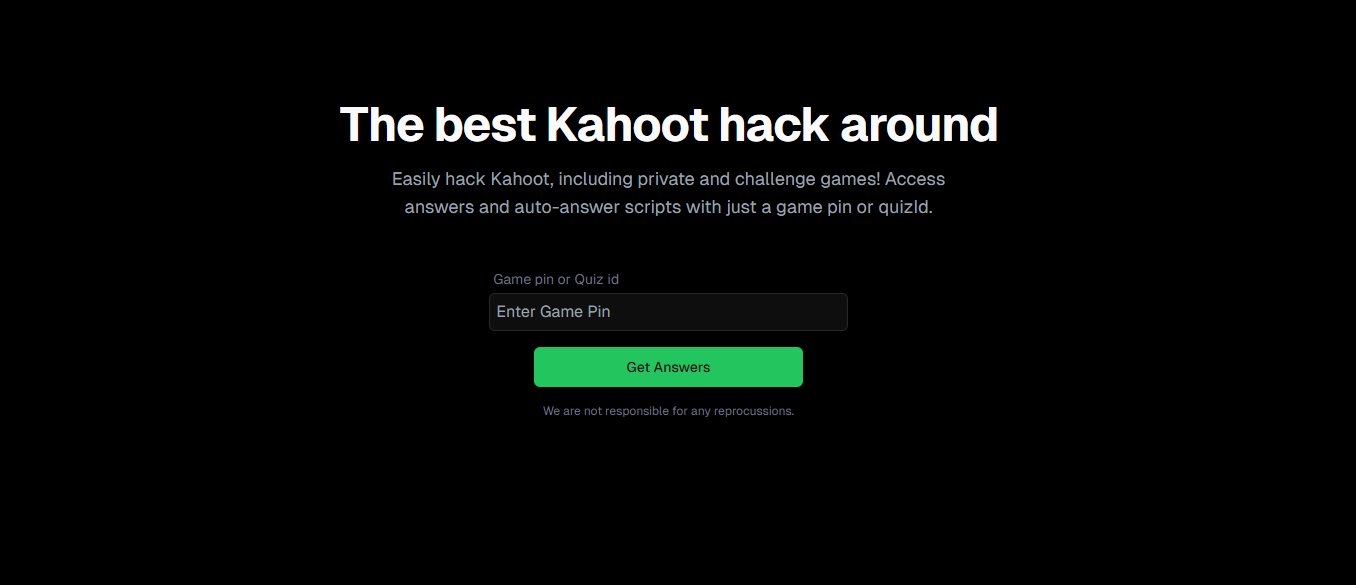 The best Kahoot hack around
Easily hack Kahoot, including private and challenge games! Access
answers and auto-answer scripts with just a game pin or quizId.
Game pin or Quiz id
Enter Game Pin
Get Answers
We are not responsible for any reprocussions.